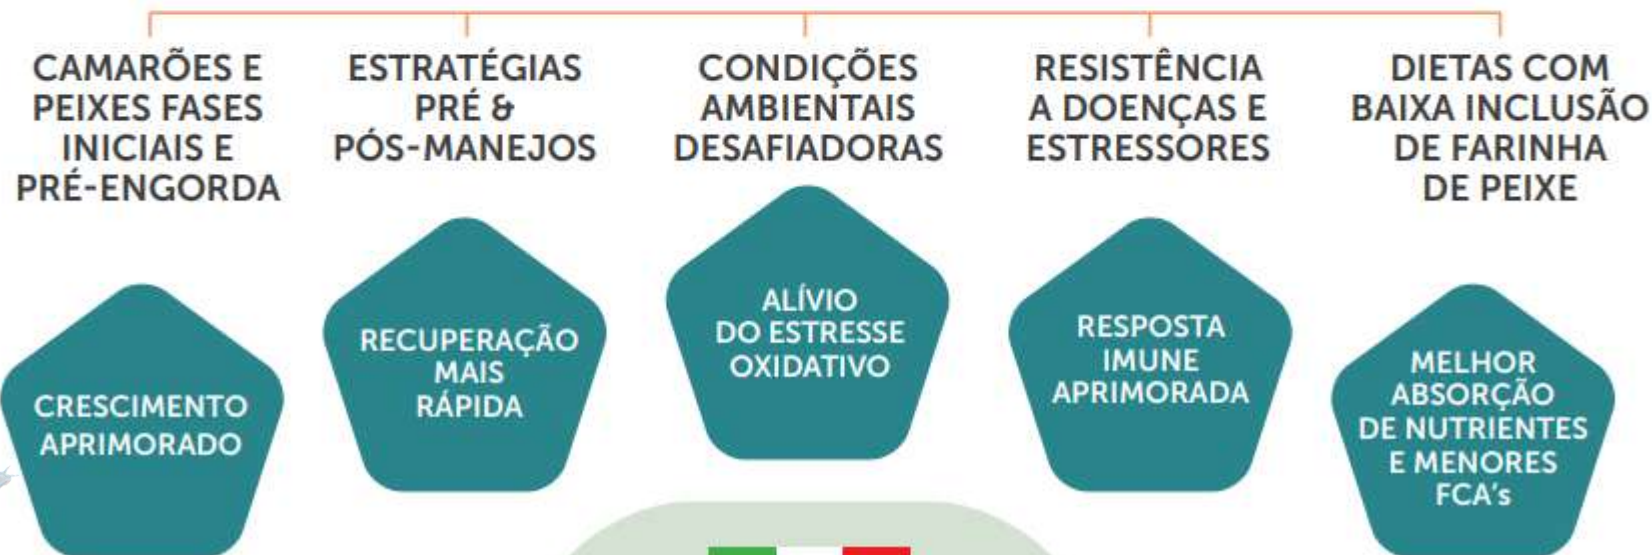 CAMARÕES E
PEIXES FASES
INICIAIS E
PRÉ-ENGORDA
ESTRATÉGIAS
PRÉ &
PÓS-MANEJOS
CONDIÇÕES
AMBIENTAIS
DESAFIADORAS
RESISTÊNCIA
A DOENÇAS E
ESTRESSORES
DIETAS COM
BAIXA INCLUSÃO
DE FARINHA
DE PEIXE
CRESCIMENTO
APRIMORADO
RECUPERAÇÃO
MAIS
RÁPIDA
ALÍVIO
DO ESTRESSE
OXIDATIVO
RESPOSTA
IMUNE
APRIMORADA
MELHOR
ABSORÇÃO
DE NUTRIENTES
E MENORES
FCA's